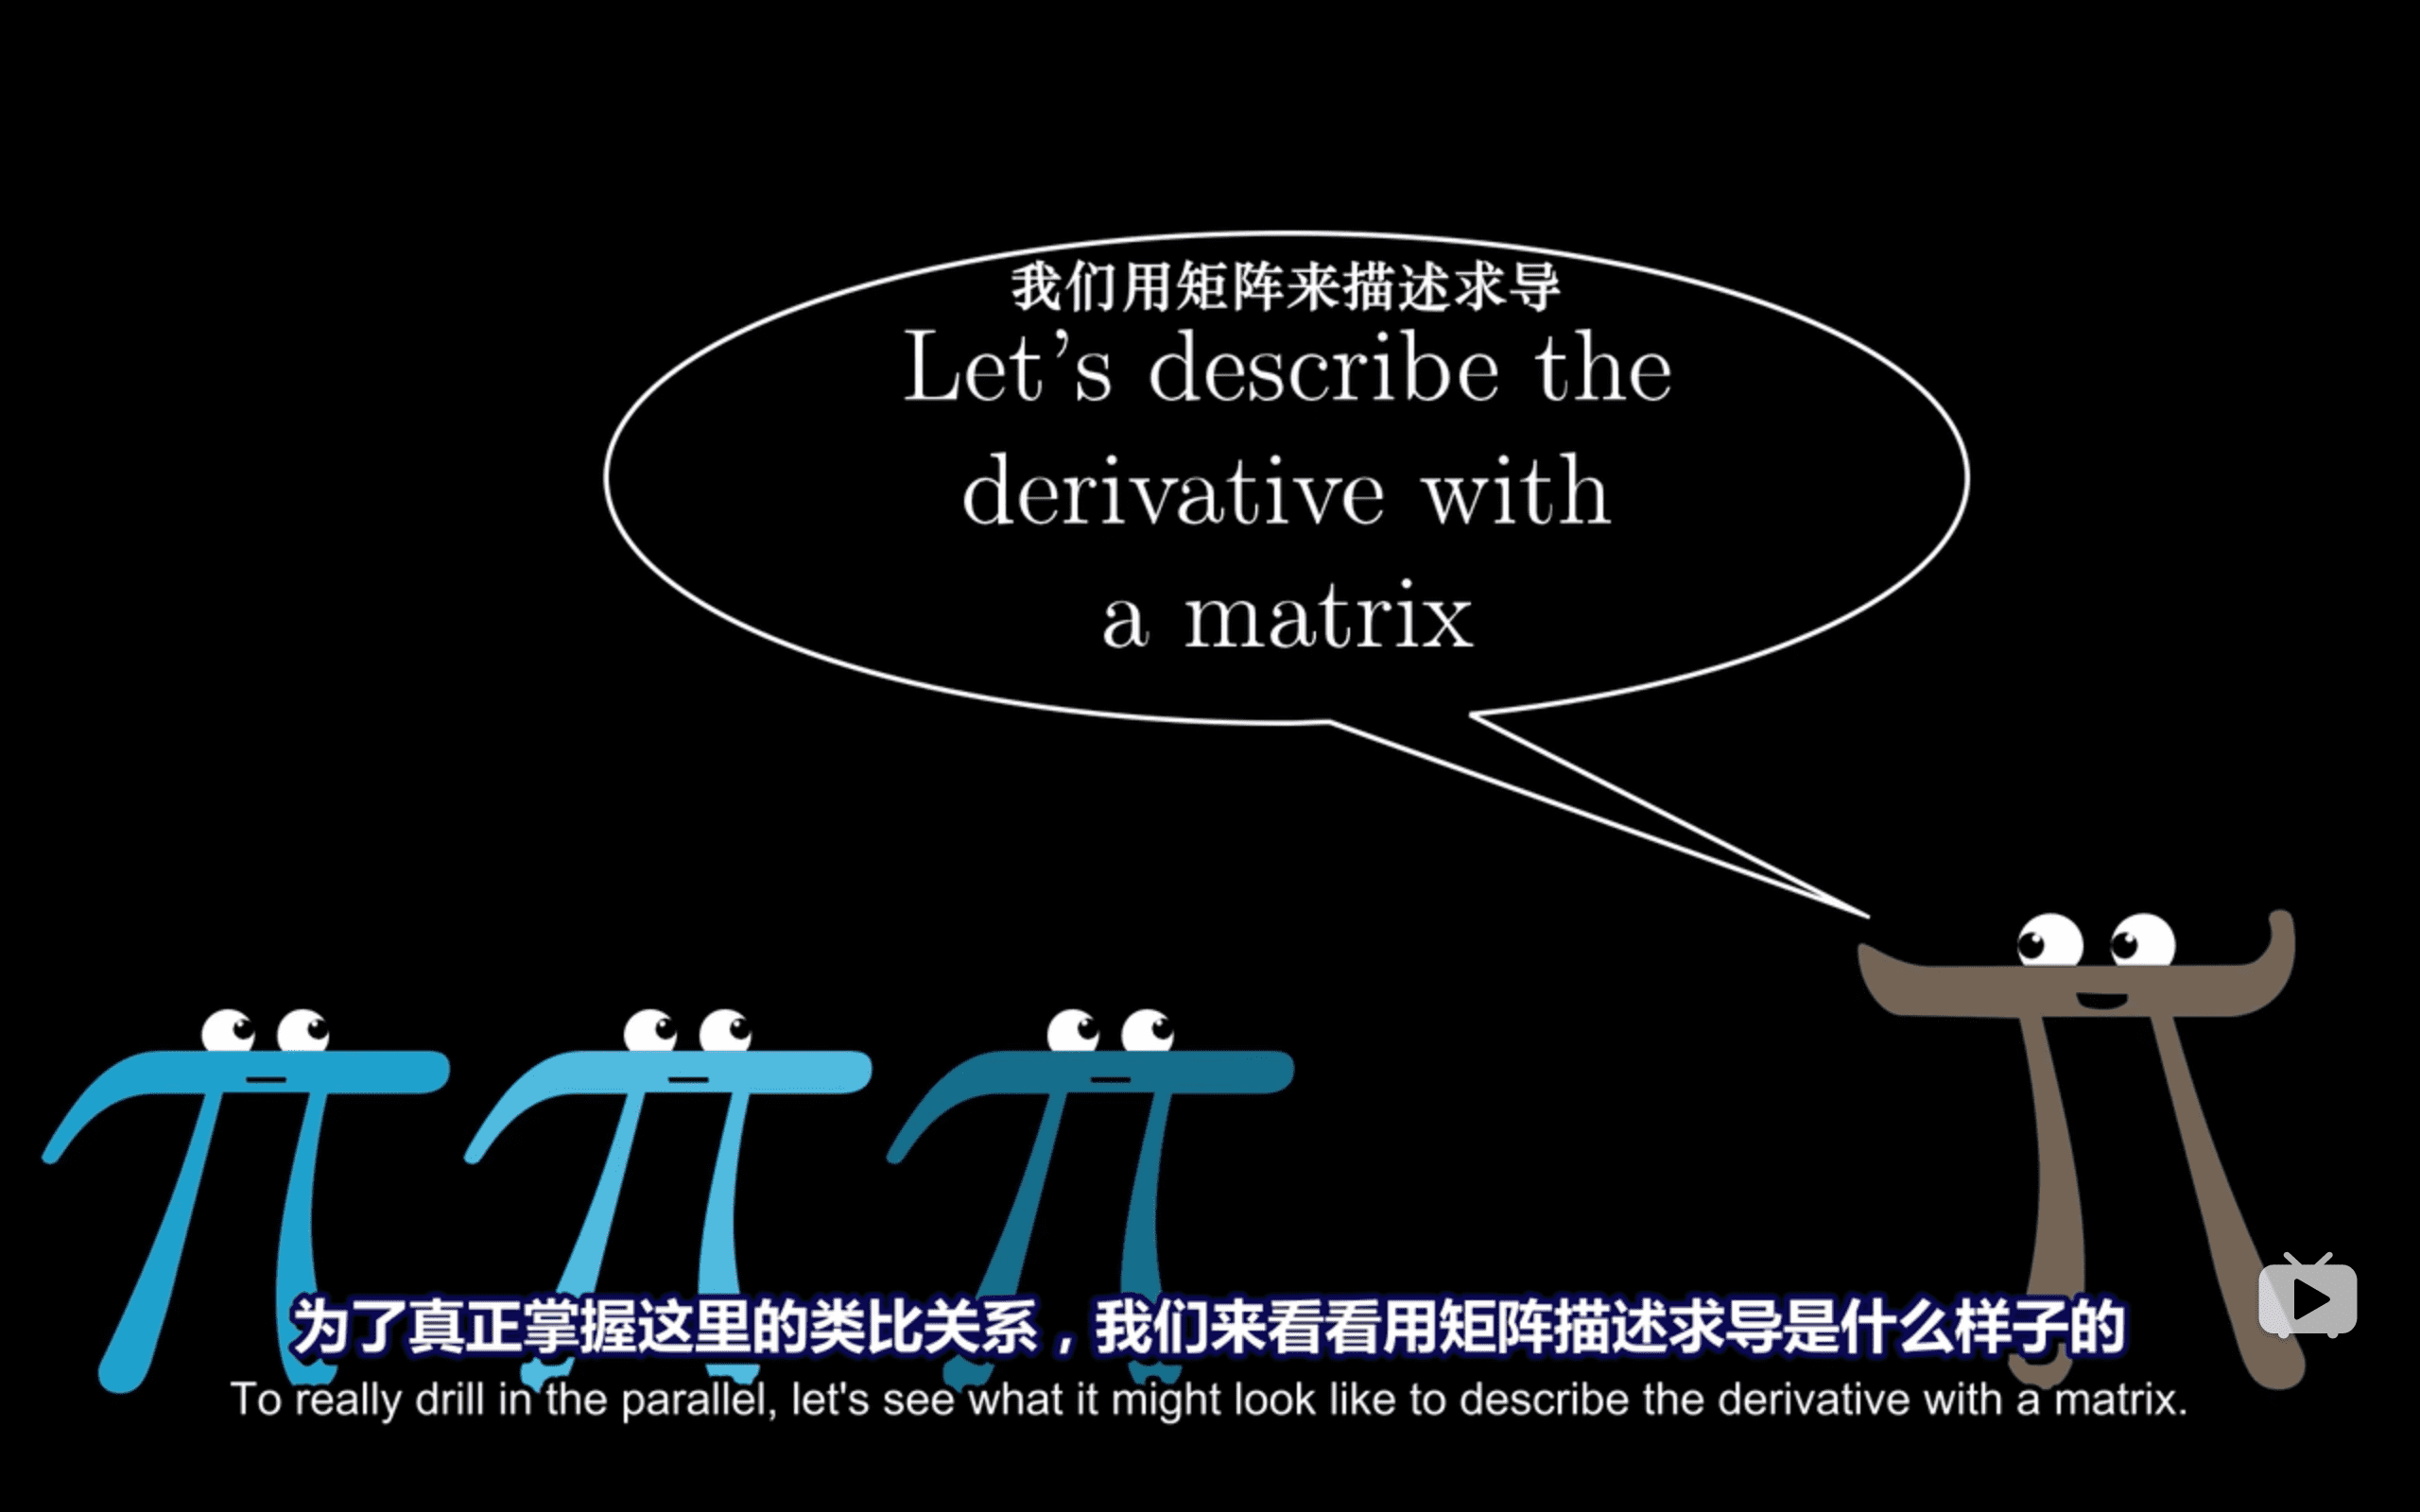 我们用矩阵来描述求导
Let's describe the
derivative with
a matrix
为了真正掌握这里的类比关系，我们来看看用矩阵描述求导是什么样子的
To really drill in the parallel, let's see what it might look like to describe the derivative with a matrix.